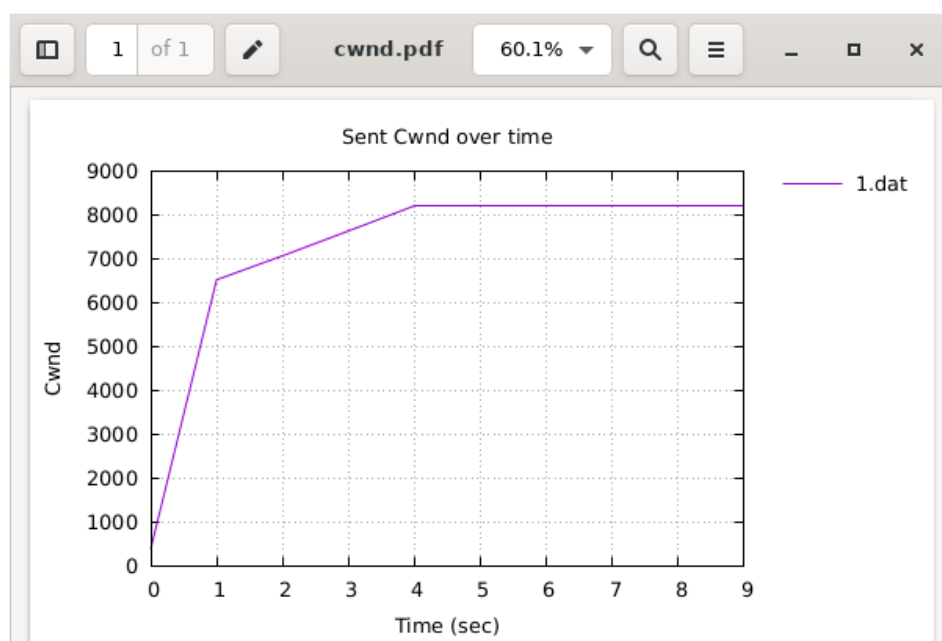 1 of 1 cwnd.pdf 60.1%
Sent Cwnd over time
1.dat
9000
8000
7000
6000
5000
4000
3000
2000
1000
0
Cwnd
0 1 2 3 4 5 6 7 8 9
Time (sec)